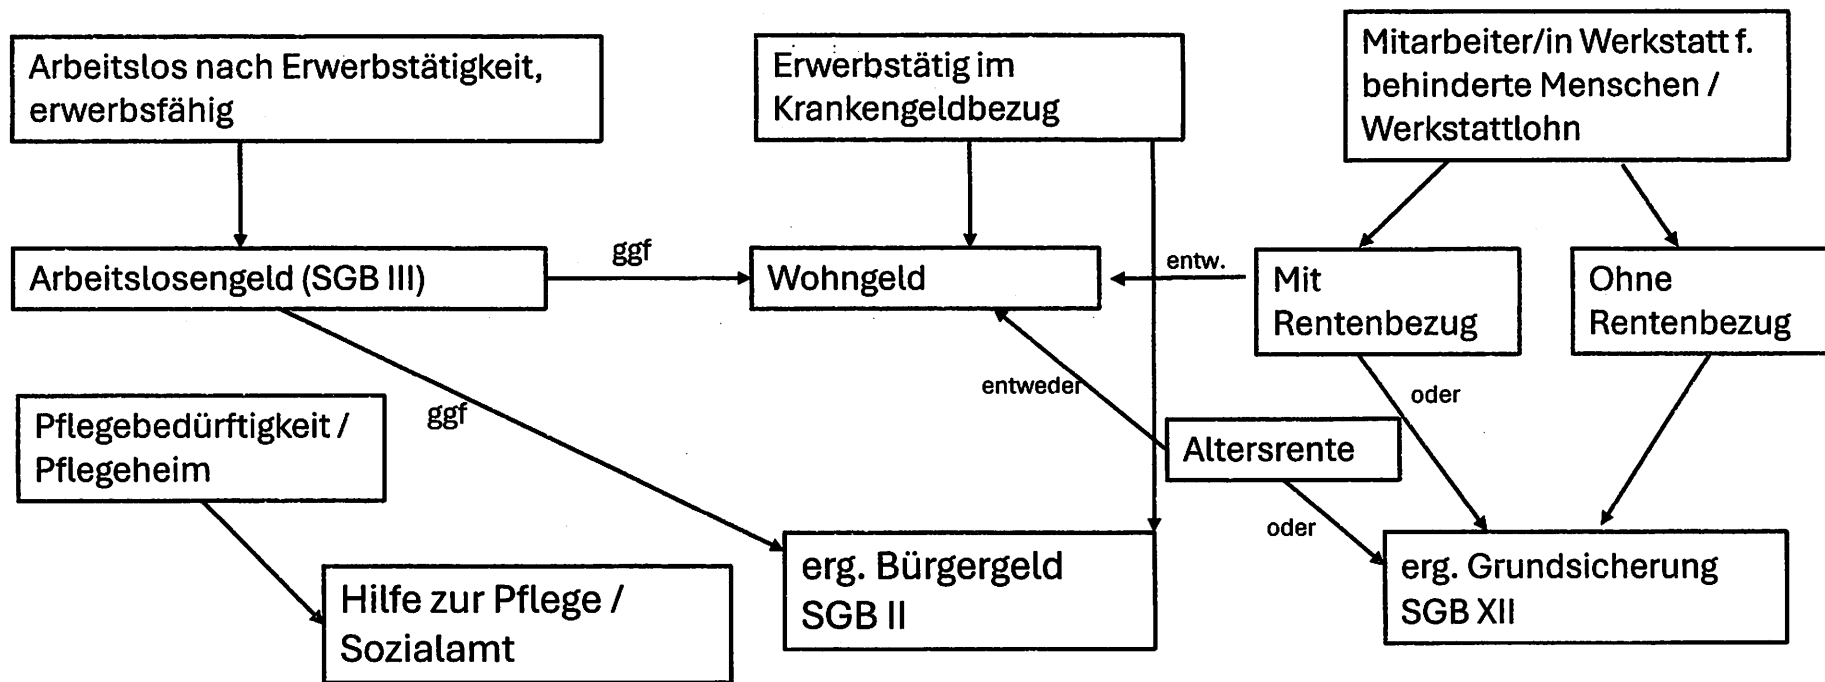 Arbeitslos nach Erwerbstätigkeit,
erwerbsfähig
Erwerbstätig im
Krankengeldbezug
Mitarbeiter/in Werkstatt f.
behinderte Menschen /
Werkstattlohn
Arbeitslosengeld (SGB III)
ggf
Wohngeld
entw.
Mit
Rentenbezug
Ohne
Rentenbezug
Pflegebedürftigkeit /
Pflegeheim
ggf
entweder
oder
Altersrente
oder
Hilfe zur Pflege /
Sozialamt
erg. Bürgergeld
SGB II
erg. Grundsicherung
SGB XII